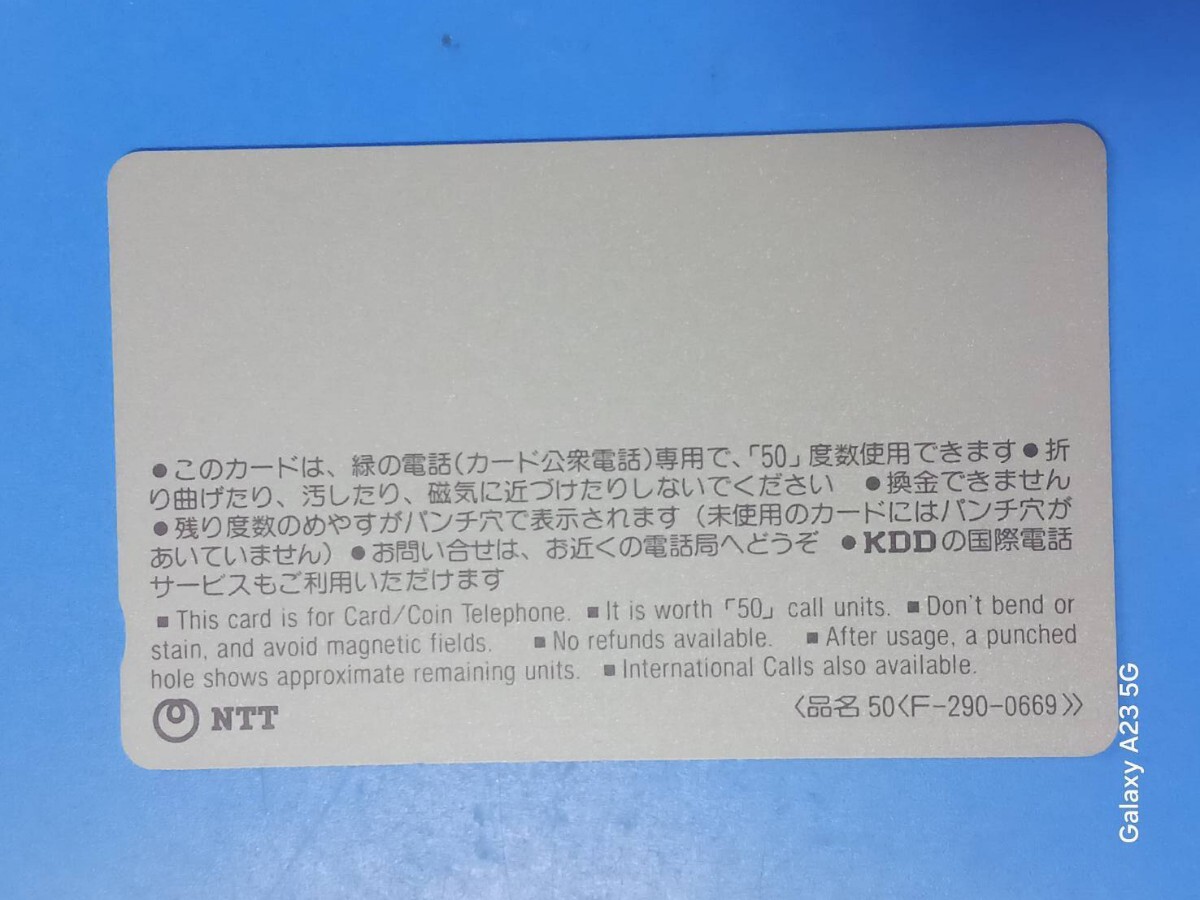 ●このカードは、緑の電話(カード公衆電話)専用で、「50」度数使用できます●折
り曲げたり、汚したり、磁気に近づけたりしないでください ●換金できません
●残り度数のめやすがパンチ穴で表示されます（未使用のカードにはパンチ穴が
あいていません）●お問い合せは、お近くの電話局へどうぞ ●KDDの国際電話
サービスもご利用いただけます
■This card is for Card/Coin Telephone. ■It is worth「50」call units. ■Don't bend or
stain, and avoid magnetic fields. ■No refunds available. ■After usage, a punched
hole shows approximate remaining units. ■International Calls also available.
NTT 〈品名 50〈F-290-0669〉〉
Galaxy A23 5G